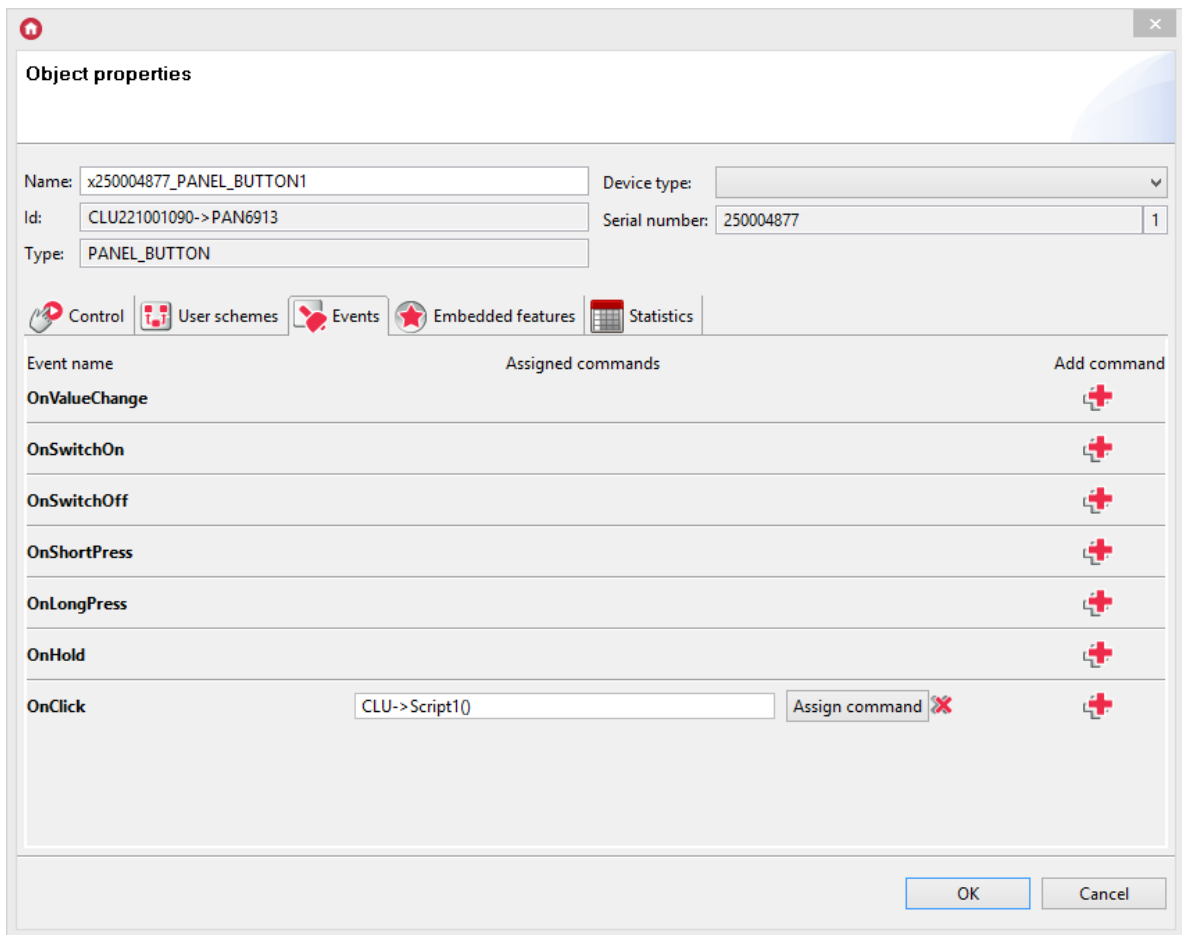 Object properties
Name: x250004877_PANEL_BUTTON1 Device type:
Id: CLU221001090->PAN6913 Serial number: 250004877 1
Type: PANEL_BUTTON
Control User schemes Events Embedded features Statistics
Event name Assigned commands Add command
OnValueChange
OnSwitchOn
OnSwitchOff
OnShortPress
OnLongPress
OnHold
OnClick CLU->Script1() Assign command
OK Cancel